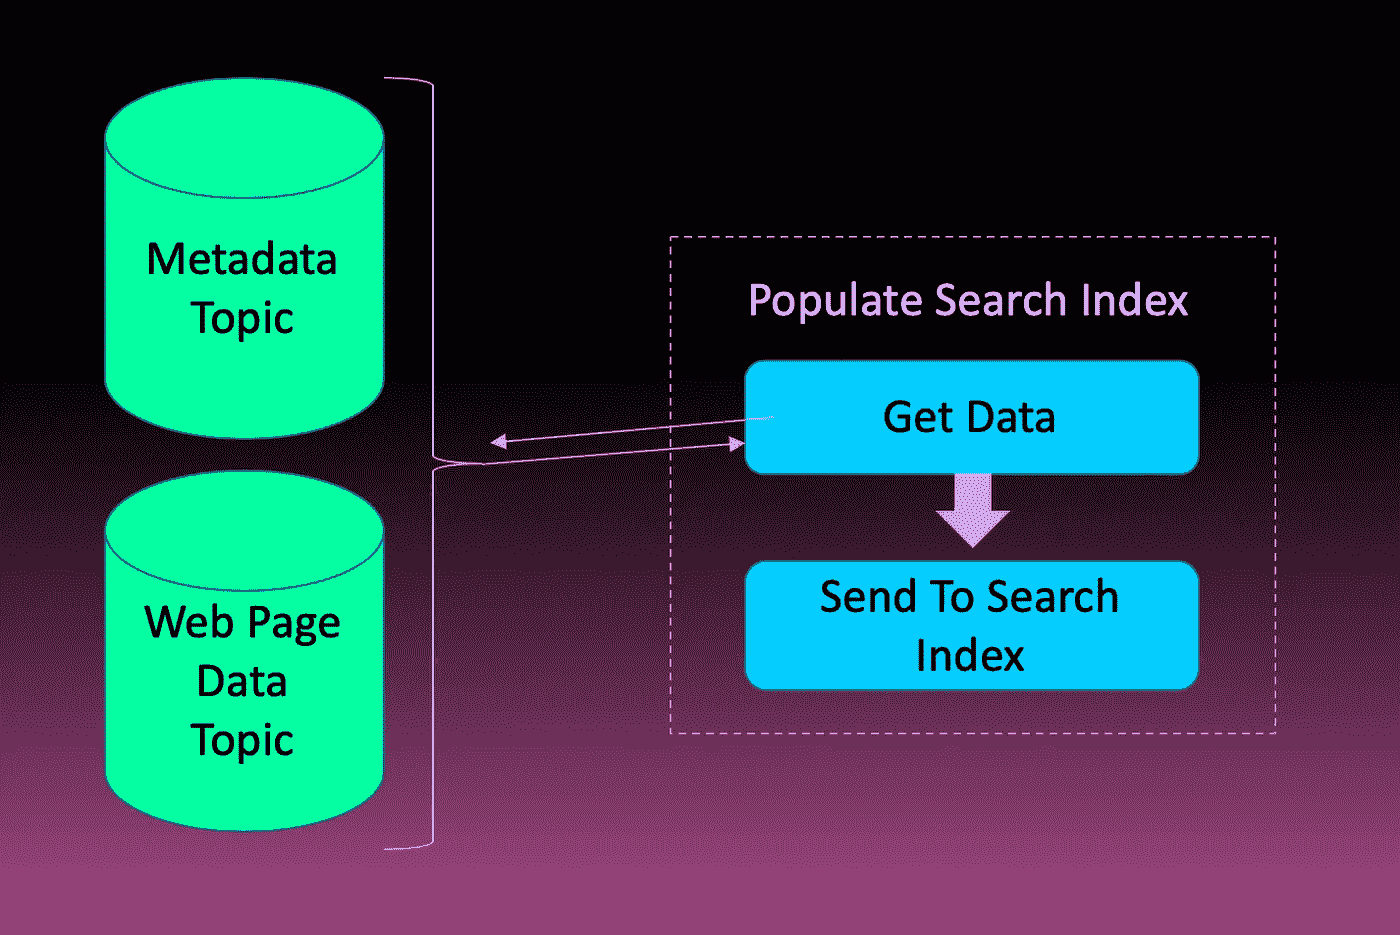 Metadata
Topic
Web Page
Data
Topic
Populate Search Index
Get Data
Send To Search
Index